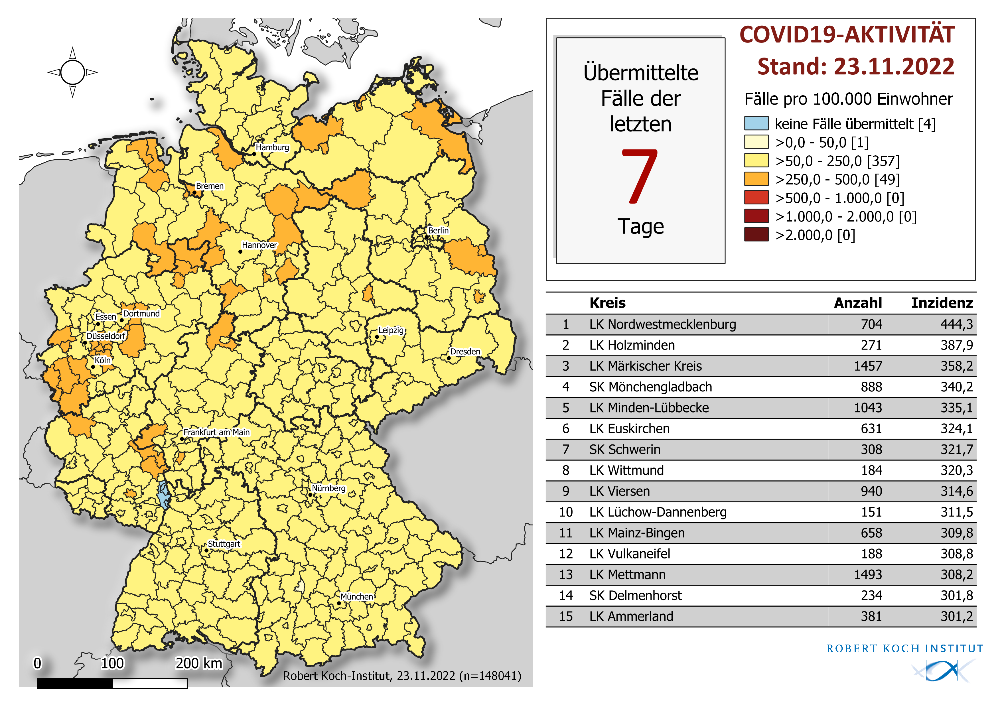 Hamburg
Bremen
Berlin
Hannover
Essen
Dortmund
Düsseldorf
Leipzig
Köln
Dresden
Frankfurt am Main
Nürnberg
Stuttgart
München
0 100 200 km
Robert Koch-Institut, 23.11.2022 (n=148041)
COVID19-AKTIVITÄT
Stand: 23.11.2022
Übermittelte
Fälle der
letzten
7
Tage
Fälle pro 100.000 Einwohner
keine Fälle übermittelt [4]
>0,0 - 50,0 [1]
>50,0 - 250,0 [357]
>250,0 - 500,0 [49]
>500,0 - 1.000,0 [0]
>1.000,0 - 2.000,0 [0]
>2.000,0 [0]
Kreis Anzahl Inzidenz
1 LK Nordwestmecklenburg 704 444,3
2 LK Holzminden 271 387,9
3 LK Märkischer Kreis 1457 358,2
4 SK Mönchengladbach 888 340,2
5 LK Minden-Lübbecke 1043 335,1
6 LK Euskirchen 631 324,1
7 SK Schwerin 308 321,7
8 LK Wittmund 184 320,3
9 LK Viersen 940 314,6
10 LK Lüchow-Dannenberg 151 311,5
11 LK Mainz-Bingen 658 309,8
12 LK Vulkaneifel 188 308,8
13 LK Mettmann 1493 308,2
14 SK Delmenhorst 234 301,8
15 LK Ammerland 381 301,2
ROBERT KOCH INSTITUT